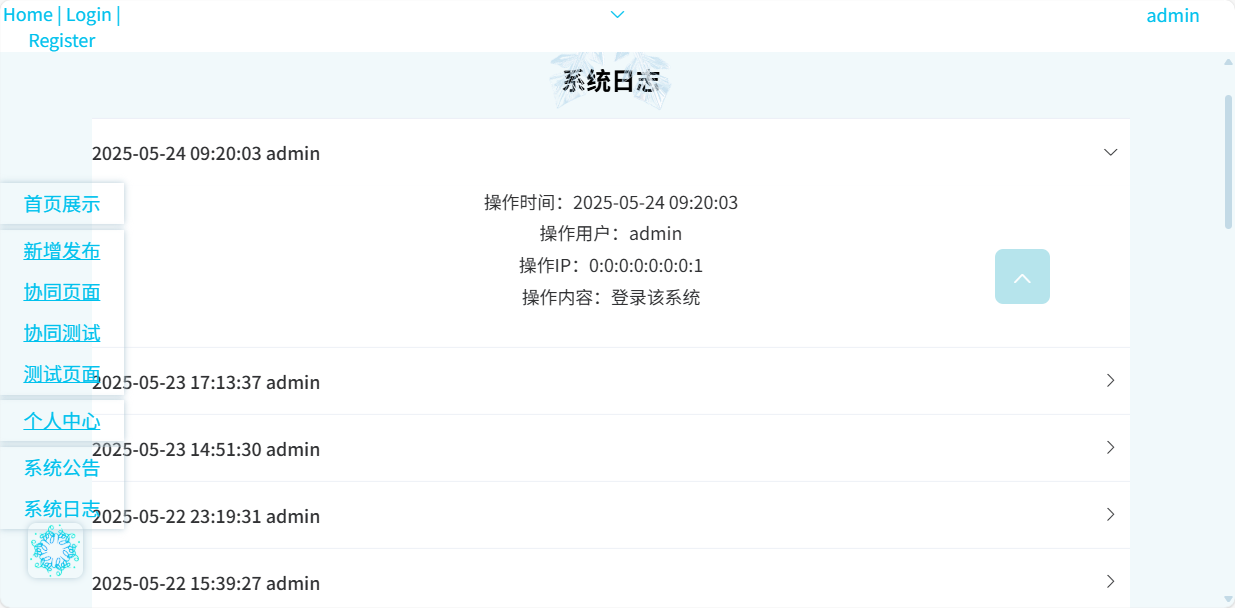 Home | Login |
Register
admin
系统日志
2025-05-24 09:20:03 admin
操作时间：2025-05-24 09:20:03
操作用户：admin
操作IP：0:0:0:0:0:0:0:1
操作内容：登录该系统
首页展示
新增发布
协同页面
协同测试
测试页面
个人中心
系统公告
系统日志
2025-05-23 17:13:37 admin
2025-05-23 14:51:30 admin
2025-05-22 23:19:31 admin
2025-05-22 15:39:27 admin